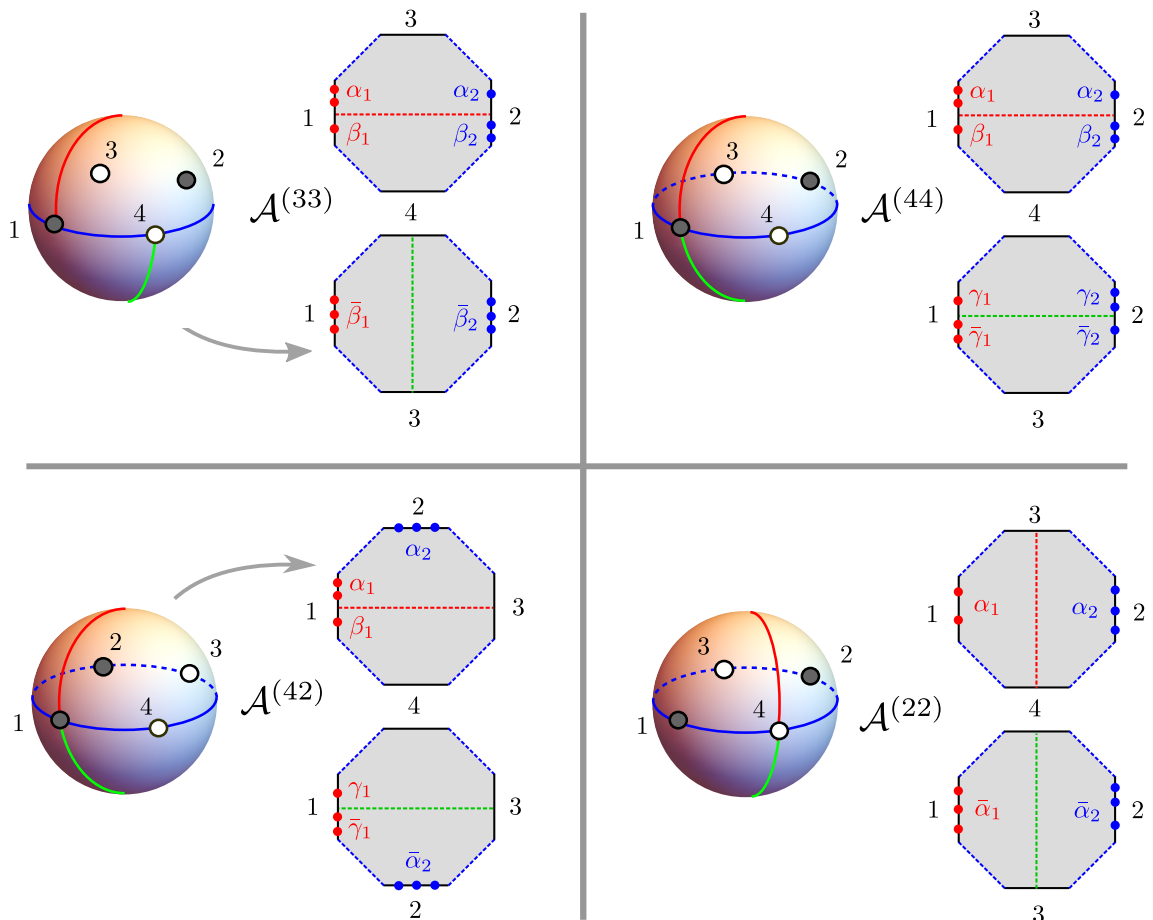 3
α₁ α₂
1 2
β₁ β₂
3 2
1 4 𝒜⁽³³⁾
4
1 β̄₁ β̄₂ 2
3
3
α₁ α₂
1 2
β₁ β₂
3 2
1 4 𝒜⁽⁴⁴⁾
4
γ₁ γ₂
1 2
γ̄₁ γ̄₂
3
2
α₂
α₁
1 3
β₁
2 3
1 4 𝒜⁽⁴²⁾
4
γ₁
1 3
γ̄₁
ᾱ₂
2
3
1 α₁ α₂ 2
3 2
4 𝒜⁽²²⁾
4
1 ᾱ₁ ᾱ₂ 2
3